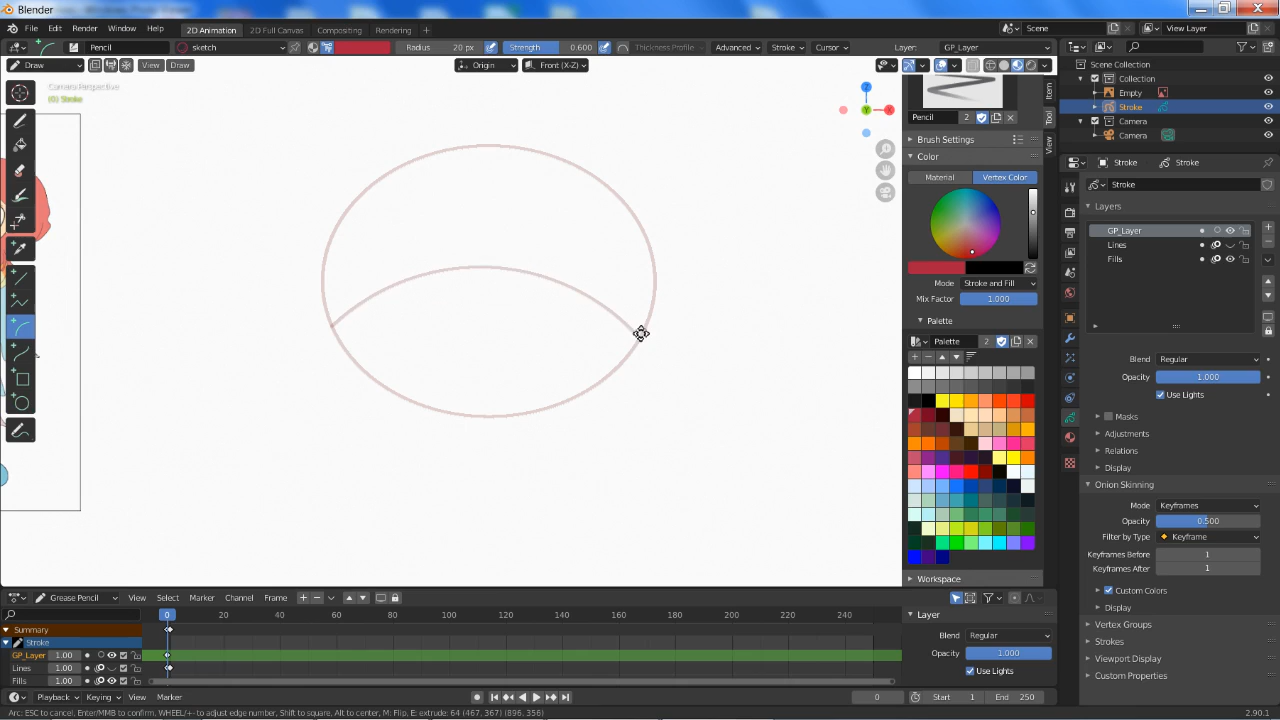 Blender
File Edit Render Window Help 2D Animation 2D Full Canvas Compositing Rendering + Scene View Layer
Pencil sketch Radius 20 px Strength 0.600 Thickness Profile Advanced Stroke Cursor Layer: GP_Layer
Draw View Draw Origin Front (X-Z)
Scene Collection
Collection
Empty
Stroke
Camera
Camera
Camera Perspective
(0) Stroke
Z
X
Y
Item
Tool
View
Pencil 2
Brush Settings
Color
Material Vertex Color
Mode Stroke and Fill
Mix Factor 1.000
Palette
Palette 2
Workspace
Stroke Stroke
Stroke
Layers
GP_Layer
Lines
Fills
Blend Regular
Opacity 1.000
Use Lights
Masks
Adjustments
Relations
Display
Onion Skinning
Mode Keyframes
Opacity 0.500
Filter by Type Keyframe
Keyframes Before 1
Keyframes After 1
Custom Colors
Display
Vertex Groups
Strokes
Viewport Display
Custom Properties
Grease Pencil View Select Marker Channel Frame
0 20 40 60 80 100 120 140 160 180 200 220 240
Summary
Stroke
GP_Layer 1.00
Lines 1.00
Fills 1.00
Layer
Blend Regular
Opacity 1.000
Use Lights
Playback Keying View Marker 0 Start 1 End 250
Arc: ESC to cancel, Enter/MMB to confirm, WHEEL/+- to adjust edge number, Shift to square, Alt to center, M: Flip, E: extrude: 64 (467, 367) (896, 356) 2.90.1